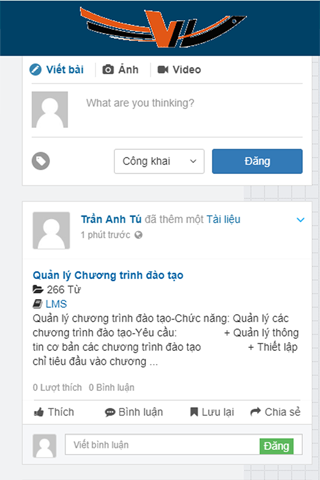 VH
Viết bài Ảnh Video
What are you thinking?
Công khai Đăng
Trần Anh Tú đã thêm một Tài liệu
1 phút trước
Quản lý Chương trình đào tạo
266 Từ
LMS
Quản lý chương trình đào tạo-Chức năng: Quản lý các
chương trình đào tạo-Yêu cầu: + Quản lý thông
tin cơ bản các chương trình đào tạo + Thiết lập
chỉ tiêu đầu vào chương ...
0 Lượt thích 0 Bình luận
Thích Bình luận Lưu lại Chia sẻ
Viết bình luận Đăng